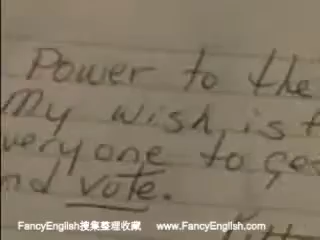 Power to the
My wish is
everyone to
and vote.
FancyEnglish搜集整理收藏 www.FancyEnglish.com